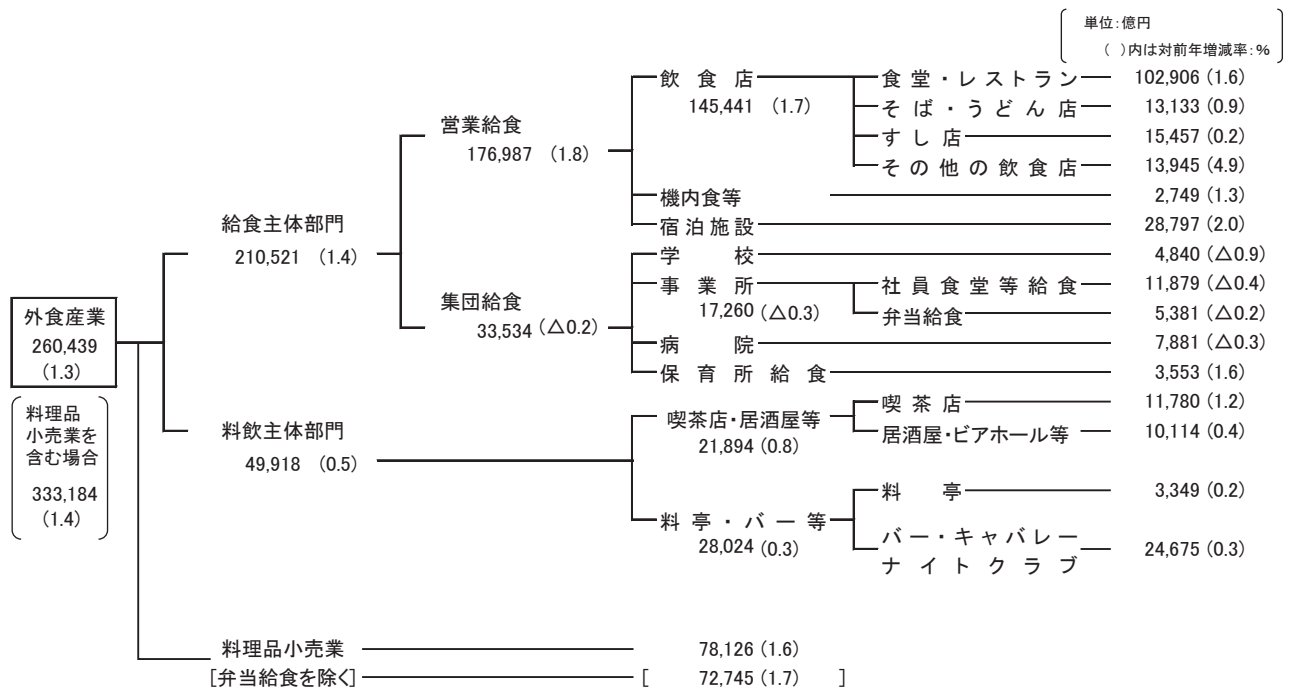 単位:億円
( )内は対前年増減率:%
飲食店
145,441 (1.7)
食堂・レストラン 102,906 (1.6)
そば・うどん店 13,133 (0.9)
すし店 15,457 (0.2)
その他の飲食店 13,945 (4.9)
営業給食
176,987 (1.8)
機内食等 2,749 (1.3)
宿泊施設 28,797 (2.0)
給食主体部門
210,521 (1.4)
学校 4,840 (△0.9)
事業所
17,260 (△0.3)
社員食堂等給食 11,879 (△0.4)
弁当給食 5,381 (△0.2)
集団給食
33,534 (△0.2)
病院 7,881 (△0.3)
保育所給食 3,553 (1.6)
外食産業
260,439
(1.3)
料理品
小売業を
含む場合
333,184
(1.4)
料飲主体部門
49,918 (0.5)
喫茶店・居酒屋等
21,894 (0.8)
喫茶店 11,780 (1.2)
居酒屋・ビアホール等 10,114 (0.4)
料亭・バー等
28,024 (0.3)
料亭 3,349 (0.2)
バー・キャバレー
ナイトクラブ
24,675 (0.3)
料理品小売業 78,126 (1.6)
[弁当給食を除く] [ 72,745 (1.7) ]